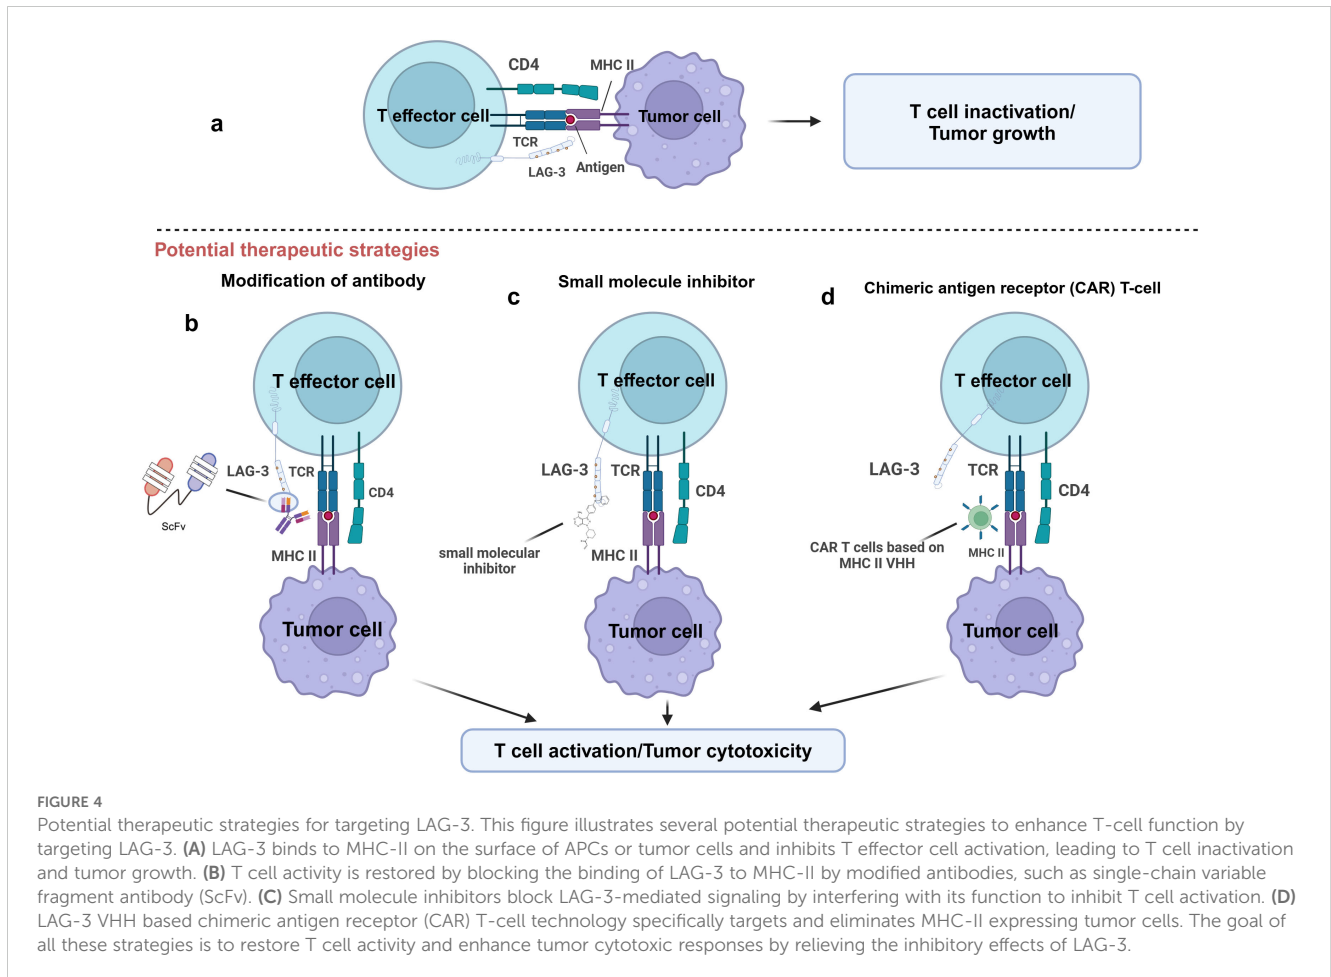 a
CD4
MHC II
T effector cell
Tumor cell
TCR
LAG-3
Antigen
T cell inactivation/
Tumor growth
Potential therapeutic strategies
Modification of antibody
b
T effector cell
LAG-3
TCR
CD4
ScFv
MHC II
Tumor cell
Small molecule inhibitor
c
T effector cell
LAG-3
TCR
CD4
small molecular
inhibitor
MHC II
Tumor cell
Chimeric antigen receptor (CAR) T-cell
d
T effector cell
LAG-3
TCR
CD4
CAR T cells based on
MHC II VHH
MHC II
Tumor cell
T cell activation/Tumor cytotoxicity
FIGURE 4
Potential therapeutic strategies for targeting LAG-3. This figure illustrates several potential therapeutic strategies to enhance T-cell function by
targeting LAG-3. (A) LAG-3 binds to MHC-II on the surface of APCs or tumor cells and inhibits T effector cell activation, leading to T cell inactivation
and tumor growth. (B) T cell activity is restored by blocking the binding of LAG-3 to MHC-II by modified antibodies, such as single-chain variable
fragment antibody (ScFv). (C) Small molecule inhibitors block LAG-3-mediated signaling by interfering with its function to inhibit T cell activation. (D)
LAG-3 VHH based chimeric antigen receptor (CAR) T-cell technology specifically targets and eliminates MHC-II expressing tumor cells. The goal of
all these strategies is to restore T cell activity and enhance tumor cytotoxic responses by relieving the inhibitory effects of LAG-3.